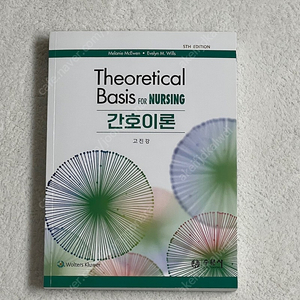 Melanie McEwen · Evelyn M. Wills
5TH EDITION
Theoretical
Basis FOR NURSING
간호이론
고진강
Wolters Kluwer